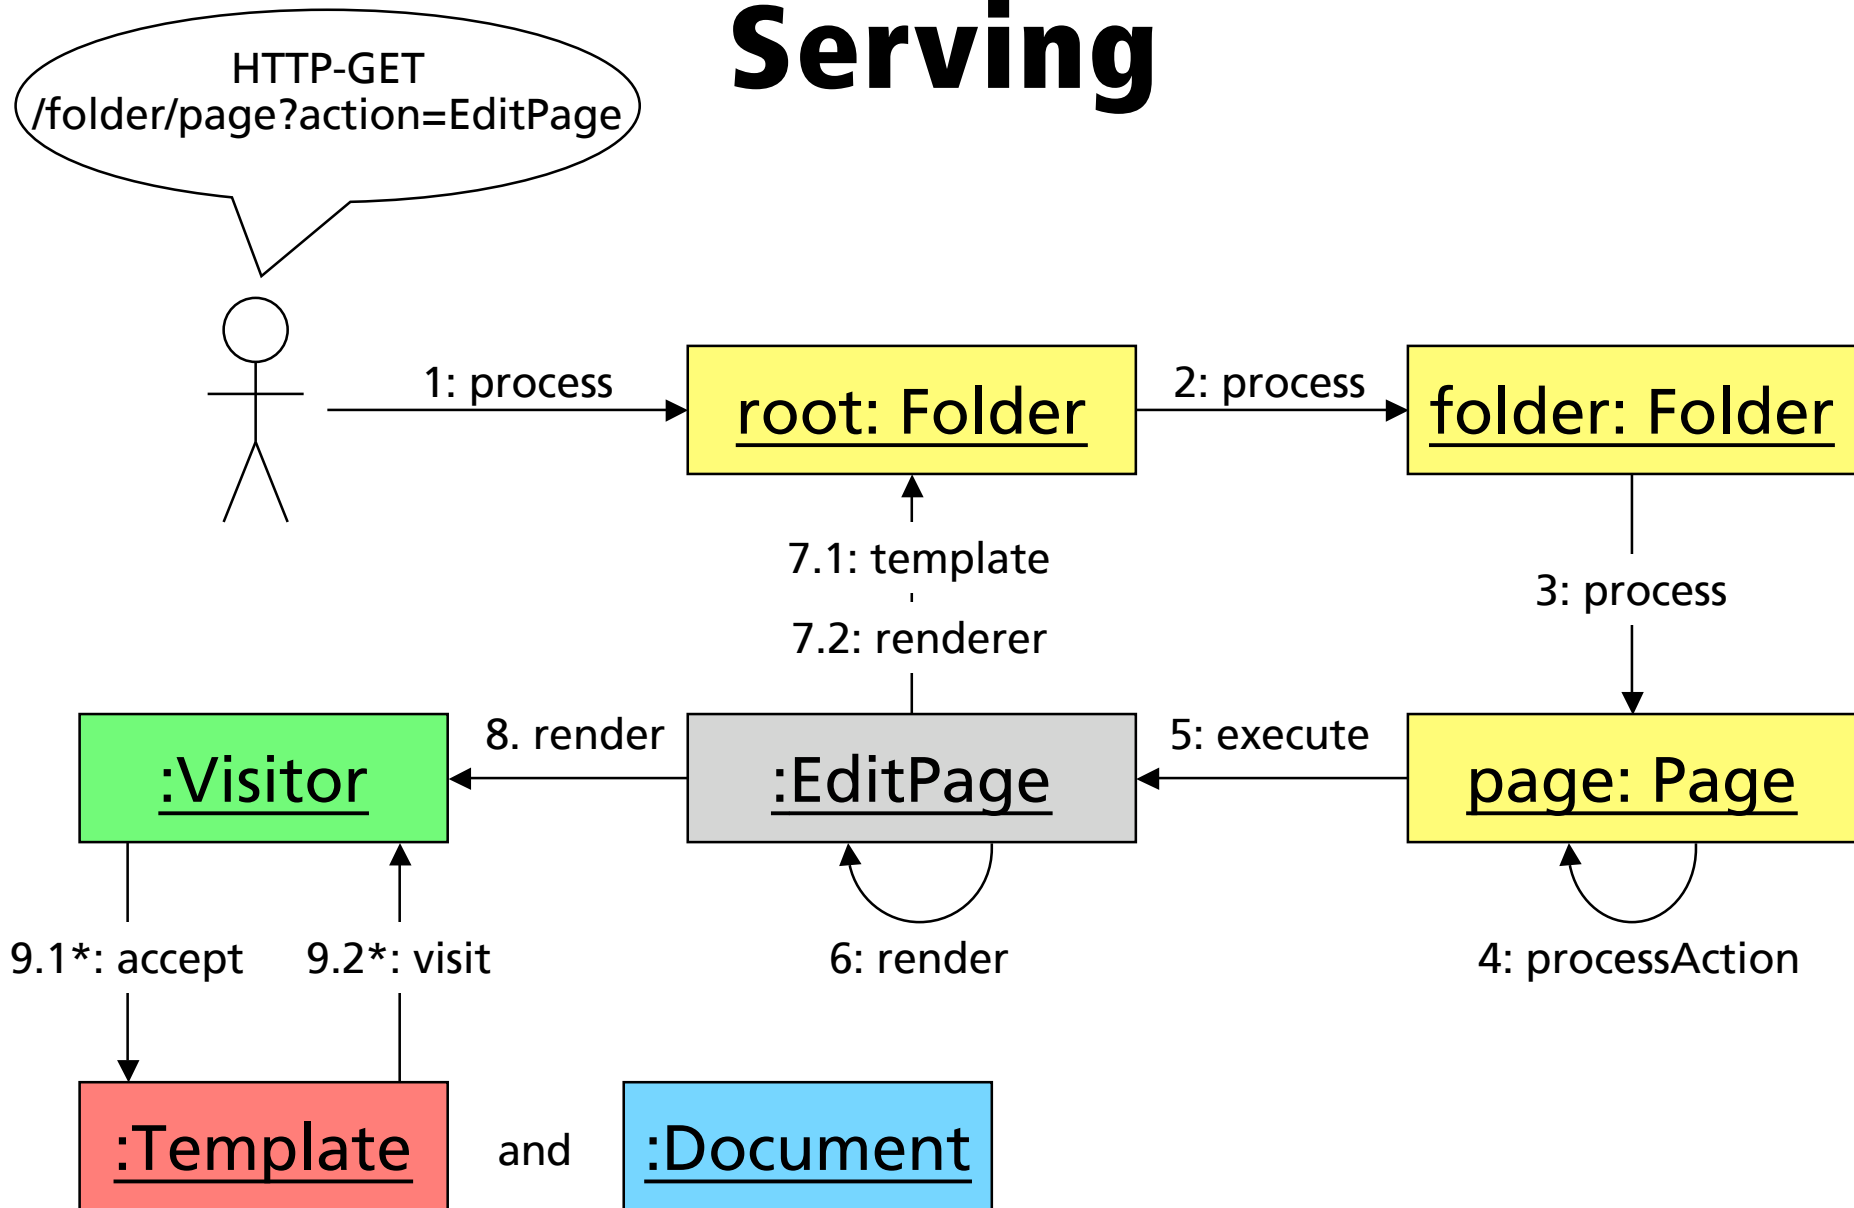 Serving
HTTP-GET
/folder/page?action=EditPage
1: process
root: Folder
2: process
folder: Folder
7.1: template
7.2: renderer
3: process
:Visitor
8. render
:EditPage
5: execute
page: Page
9.1*: accept
9.2*: visit
6: render
4: processAction
:Template
and
:Document